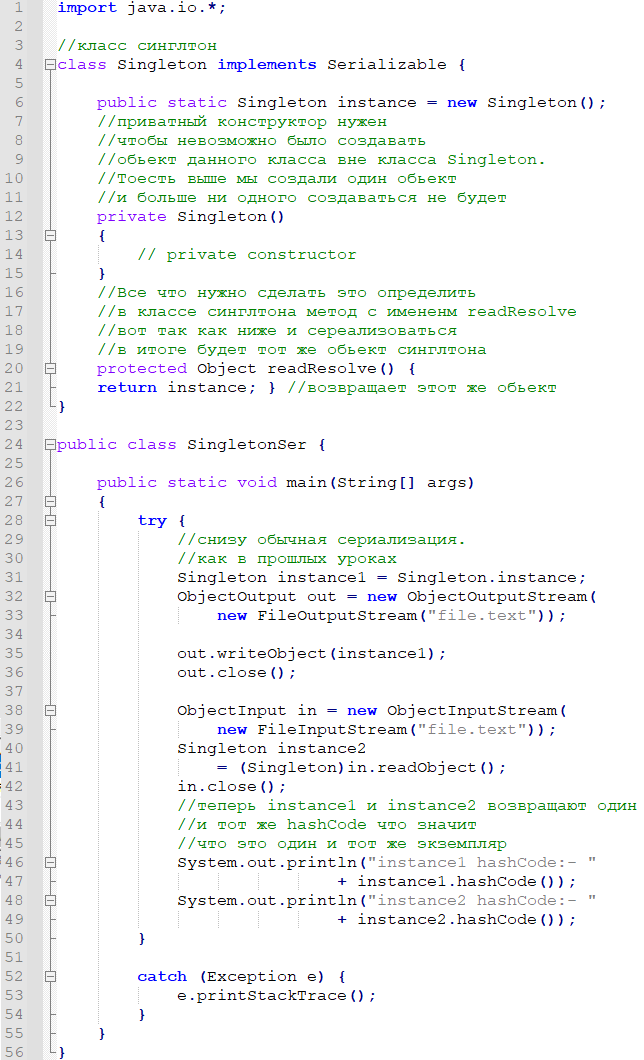 1 import java.io.*;
2
3 //класс синглтон
4 class Singleton implements Serializable {
5
6 public static Singleton instance = new Singleton();
7 //приватный конструктор нужен
8 //чтобы невозможно было создавать
9 //обьект данного класса вне класса Singleton.
10 //Тоесть выше мы создали один обьект
11 //и больше ни одного создаваться не будет
12 private Singleton()
13 {
14 // private constructor
15 }
16 //Все что нужно сделать это определить
17 //в классе синглтона метод с имененм readResolve
18 //вот так как ниже и сереализоваться
19 //в итоге будет тот же обьект синглтона
20 protected Object readResolve() {
21 return instance; } //возвращает этот же обьект
22 }
23
24 public class SingletonSer {
25
26 public static void main(String[] args)
27 {
28 try {
29 //снизу обычная сериализация.
30 //как в прошлых уроках
31 Singleton instance1 = Singleton.instance;
32 ObjectOutput out = new ObjectOutputStream(
33 new FileOutputStream("file.text"));
34
35 out.writeObject(instance1);
36 out.close();
37
38 ObjectInput in = new ObjectInputStream(
39 new FileInputStream("file.text"));
40 Singleton instance2
41 = (Singleton)in.readObject();
42 in.close();
43 //теперь instance1 и instance2 возвращают один
44 //и тот же hashCode что значит
45 //что это один и тот же экземпляр
46 System.out.println("instance1 hashCode:- "
47 + instance1.hashCode());
48 System.out.println("instance2 hashCode:- "
49 + instance2.hashCode());
50 }
51
52 catch (Exception e) {
53 e.printStackTrace();
54 }
55 }
56 }